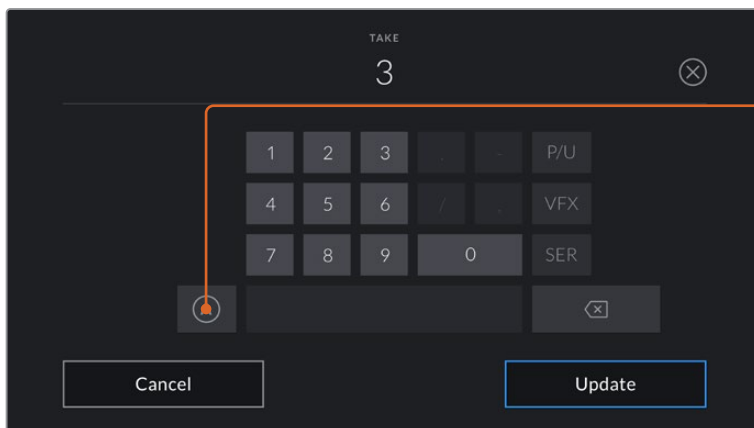 TAKE
3
1 2 3 . - P/U
4 5 6 / , VFX
7 8 9 0 SER
Cancel Update